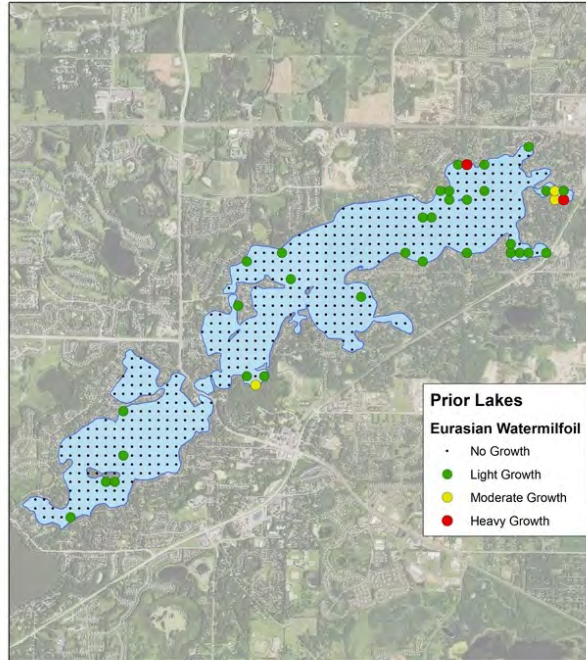 Prior Lakes
Eurasian Watermilfoil
No Growth
Light Growth
Moderate Growth
Heavy Growth